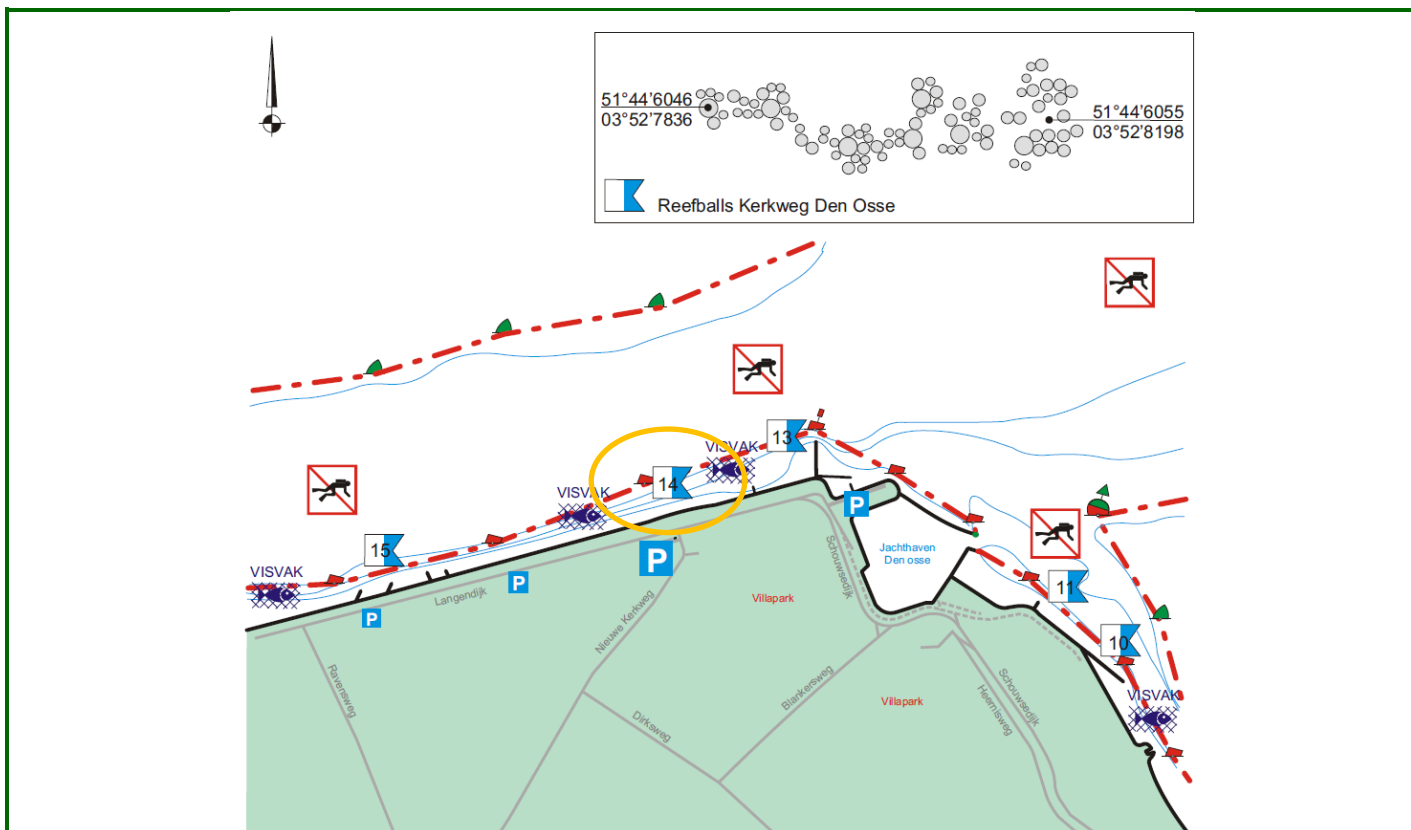 51°44'6046
03°52'7836
51°44'6055
03°52'8198
Reefballs Kerkweg Den Osse
VISVAK
13
14
VISVAK
15
VISVAK
P
P
P
P
Jachthaven
Den osse
11
10
VISVAK
Langendijk
Schouwsedijk
Villapark
Nieuwe Kerkweg
Ravensweg
Dirksweg
Blankersweg
Villapark
Schouwsedijk
Heernisweg